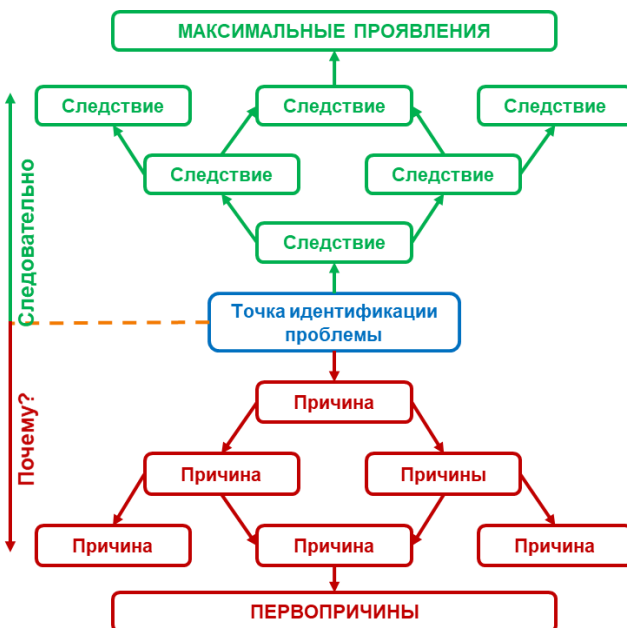 МАКСИМАЛЬНЫЕ ПРОЯВЛЕНИЯ
Следствие
Следствие
Следствие
Следствие
Следствие
Следствие
Следовательно
Точка идентификации
проблемы
Почему?
Причина
Причина
Причины
Причина
Причина
Причина
ПЕРВОПРИЧИНЫ